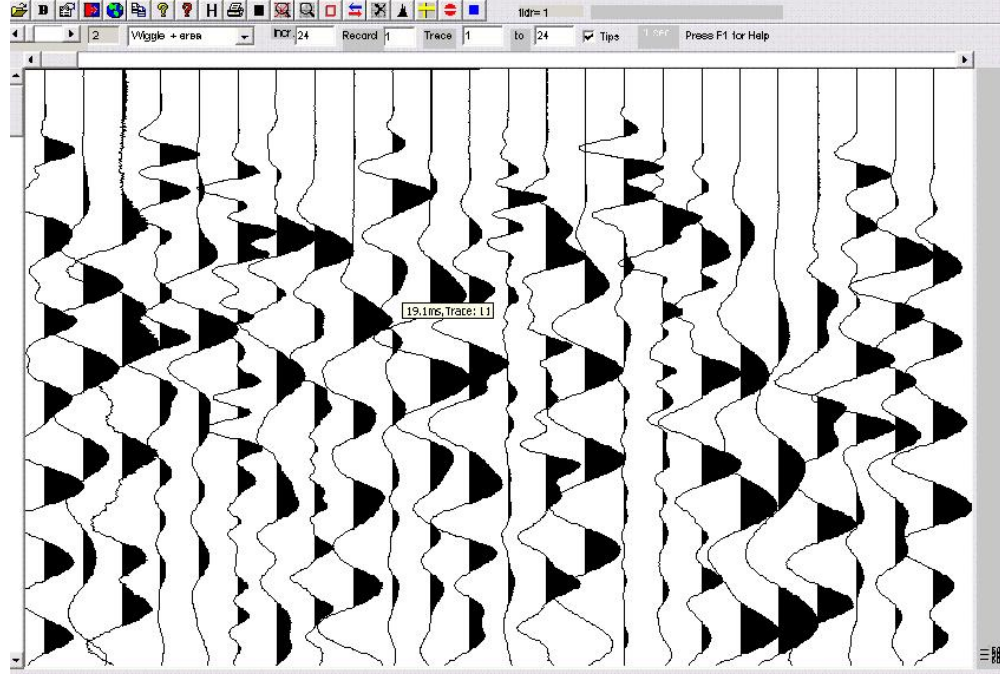 B ? ? H hdr= 1
2 Wiggle + area Incr 24 Record 1 Trace 1 to 24 Tips Press F1 for Help
19.1ms,Trace: 11